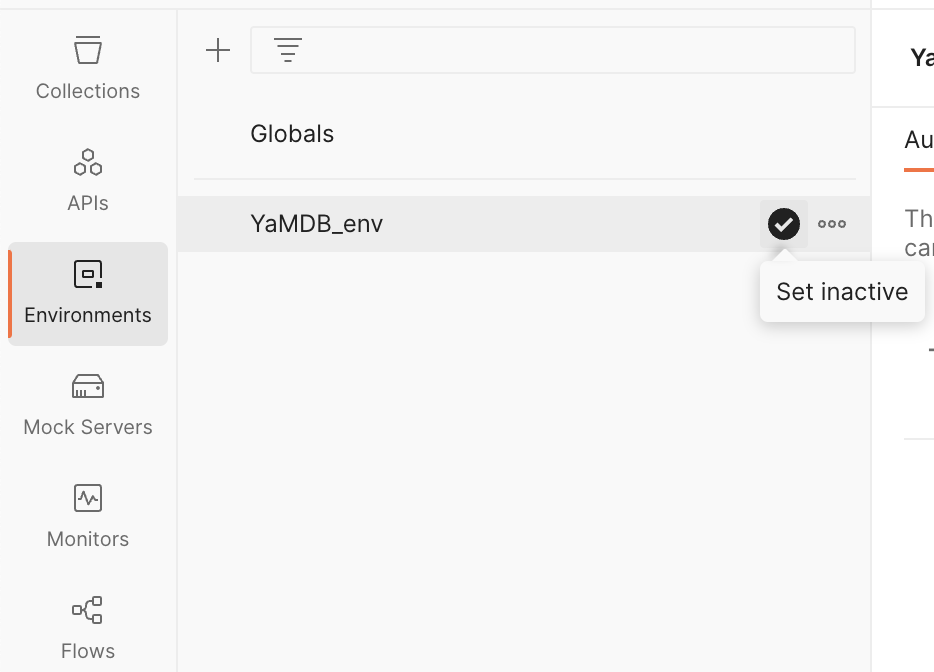 Collections
APIs
Environments
Mock Servers
Monitors
Flows
Globals
YaMDB_env
Set inactive
Ya
Au
Th
ca